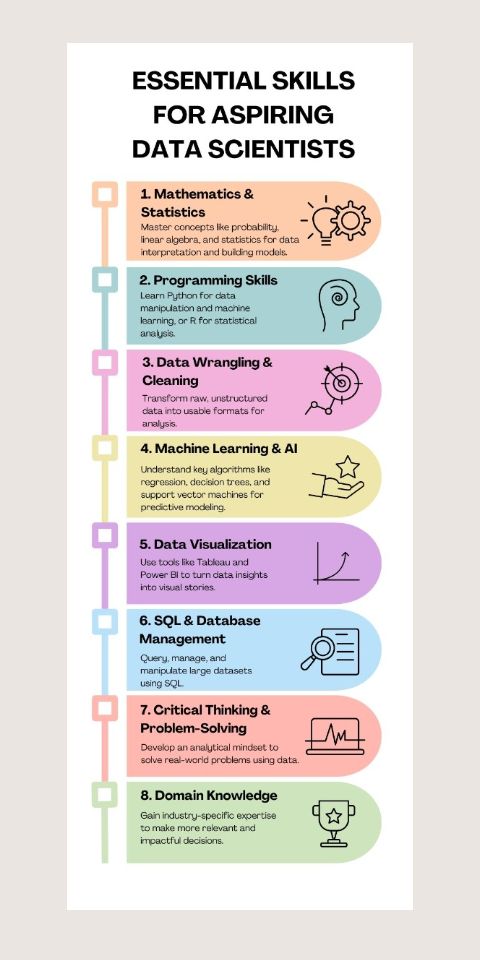 ESSENTIAL SKILLS
FOR ASPIRING
DATA SCIENTISTS
1. Mathematics &
Statistics
Master concepts like probability,
linear algebra, and statistics for data
interpretation and building models.
2. Programming Skills
Learn Python for data
manipulation and machine
learning, or R for statistical
analysis.
3. Data Wrangling &
Cleaning
Transform raw, unstructured
data into usable formats for
analysis.
4. Machine Learning & AI
Understand key algorithms like
regression, decision trees, and
support vector machines for
predictive modeling.
5. Data Visualization
Use tools like Tableau and
Power BI to turn data insights
into visual stories.
6. SQL & Database
Management
Query, manage, and
manipulate large datasets
using SQL.
7. Critical Thinking &
Problem-Solving
Develop an analytical mindset to
solve real-world problems using data.
8. Domain Knowledge
Gain industry-specific expertise
to make more relevant and
impactful decisions.